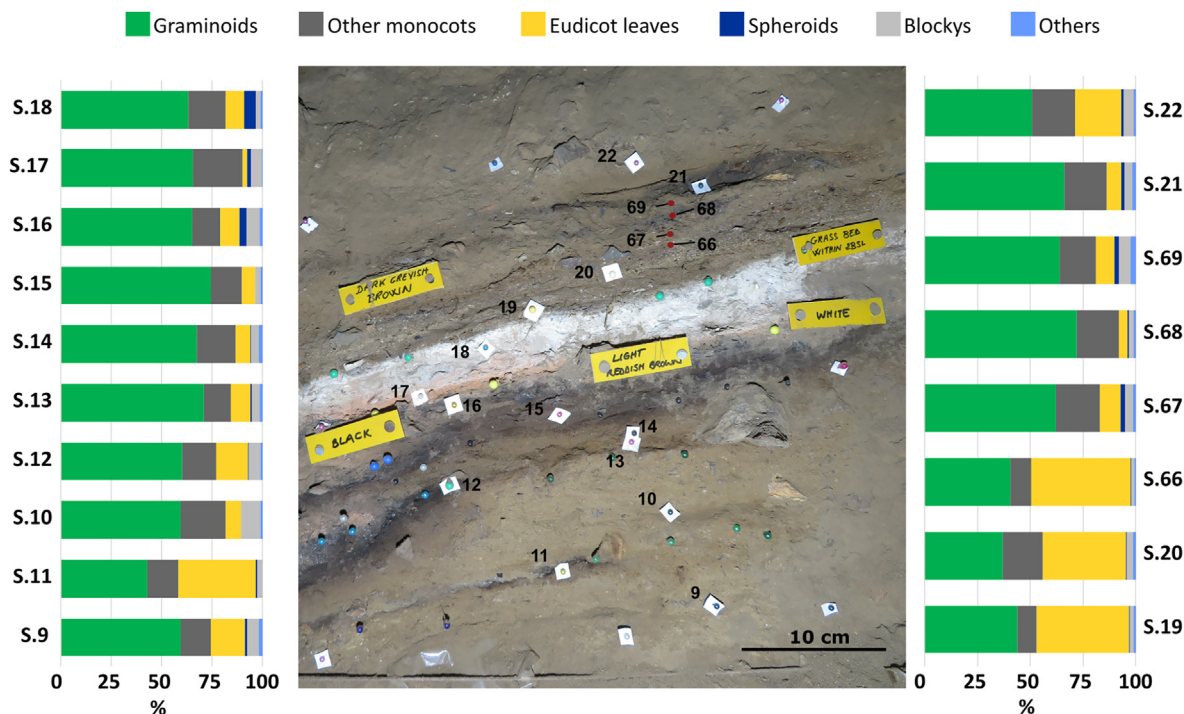 Graminoids Other monocots Eudicot leaves Spheroids Blockys Others
S.18
S.17
S.16
S.15
S.14
S.13
S.12
S.10
S.11
S.9
0 25 50 75 100
%
22
21
69
68
67
66
GRASS BED
WITHIN 2BSL
20
DARK GREYISH
BROWN
19
WHITE
18
LIGHT
REDDISH BROWN
17
16
15
BLACK
14
13
12
10
11
9
10 cm
S.22
S.21
S.69
S.68
S.67
S.66
S.20
S.19
0 25 50 75 100
%